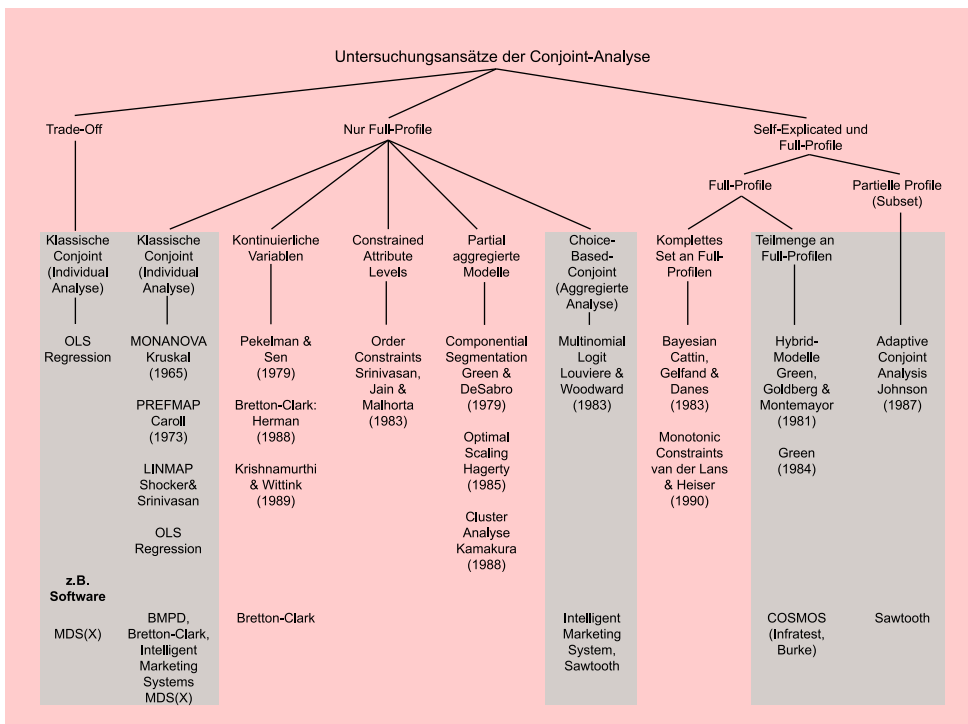 Untersuchungsansätze der Conjoint-Analyse
Trade-Off
Nur Full-Profile
Self-Explicated und
Full-Profile
Full-Profile
Partielle Profile
(Subset)
Klassische
Conjoint
(Individual
Analyse)
Klassische
Conjoint
(Individual
Analyse)
Kontinuierliche
Variablen
Constrained
Attribute
Levels
Partial
aggregierte
Modelle
Choice-
Based-
Conjoint
(Aggregierte
Analyse)
Komplettes
Set an Full-
Profilen
Teilmenge an
Full-Profilen
OLS
Regression
MONANOVA
Kruskal
(1965)
PREFMAP
Caroll
(1973)
LINMAP
Shocker&
Srinivasan
OLS
Regression
Pekelman &
Sen
(1979)
Bretton-Clark:
Herman
(1988)
Krishnamurthi
& Wittink
(1989)
Order
Constraints
Srinivasan,
Jain &
Malhorta
(1983)
Componential
Segmentation
Green &
DeSabro
(1979)
Optimal
Scaling
Hagerty
(1985)
Cluster
Analyse
Kamakura
(1988)
Multinomial
Logit
Louviere &
Woodward
(1983)
Bayesian
Cattin,
Gelfand &
Danes
(1983)
Monotonic
Constraints
van der Lans
& Heiser
(1990)
Hybrid-
Modelle
Green,
Goldberg &
Montemayor
(1981)
Green
(1984)
Adaptive
Conjoint
Analysis
Johnson
(1987)
z.B.
Software
MDS(X)
BMPD,
Bretton-Clark,
Intelligent
Marketing
Systems
MDS(X)
Bretton-Clark
Intelligent
Marketing
System,
Sawtooth
COSMOS
(Infratest,
Burke)
Sawtooth